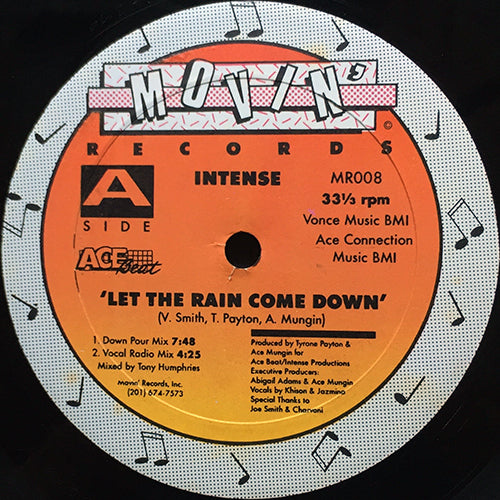 MOVIN'
©
RECORDS
A
SIDE
INTENSE
MR008
33⅓ rpm
Vonce Music BMI
Ace Connection
Music BMI
ACE
Beat
'LET THE RAIN COME DOWN'
(V. Smith, T. Payton, A. Mungin)
1. Down Pour Mix 7:48
2. Vocal Radio Mix 4:25
Mixed by Tony Humphries
Movin' Records, Inc.
(201) 674-7573
Produced by Tyrone Payton &
Ace Mungin for
Ace Beat/Intense Productions
Executive Producers:
Abigail Adams & Ace Mungin
Vocals by Khison & Jazmina
Special Thanks to
Joe Smith & Charvoni